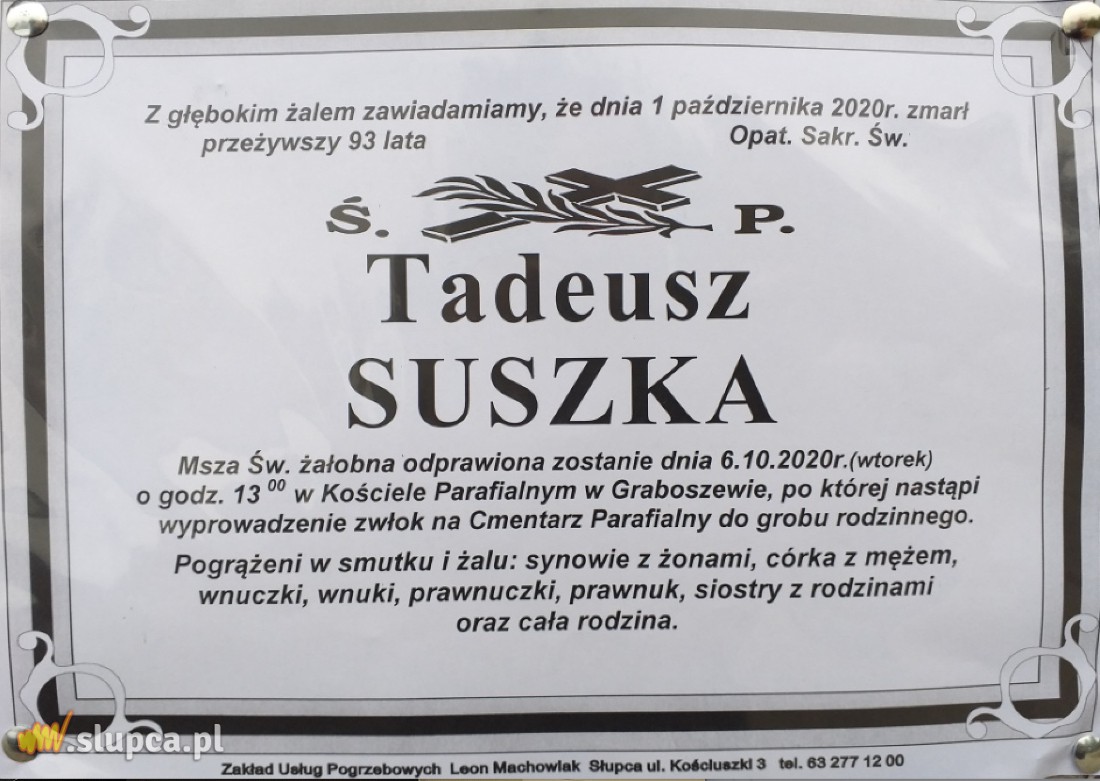 Z głębokim żalem zawiadamiamy, że dnia 1 października 2020r. zmarł
przeżywszy 93 lata Opat. Sakr. Św.
Ś. P.
Tadeusz
SUSZKA
Msza Św. żałobna odprawiona zostanie dnia 6.10.2020r.(wtorek)
o godz. 13 00 w Kościele Parafialnym w Graboszewie, po której nastąpi
wyprowadzenie zwłok na Cmentarz Parafialny do grobu rodzinnego.
Pogrążeni w smutku i żalu: synowie z żonami, córka z mężem,
wnuczki, wnuki, prawnuczki, prawnuk, siostry z rodzinami
oraz cała rodzina.
.slupca.pl
Zakład Usług Pogrzebowych Leon Machowiak Słupca ul. Kościuszki 3 tel. 63 277 12 00